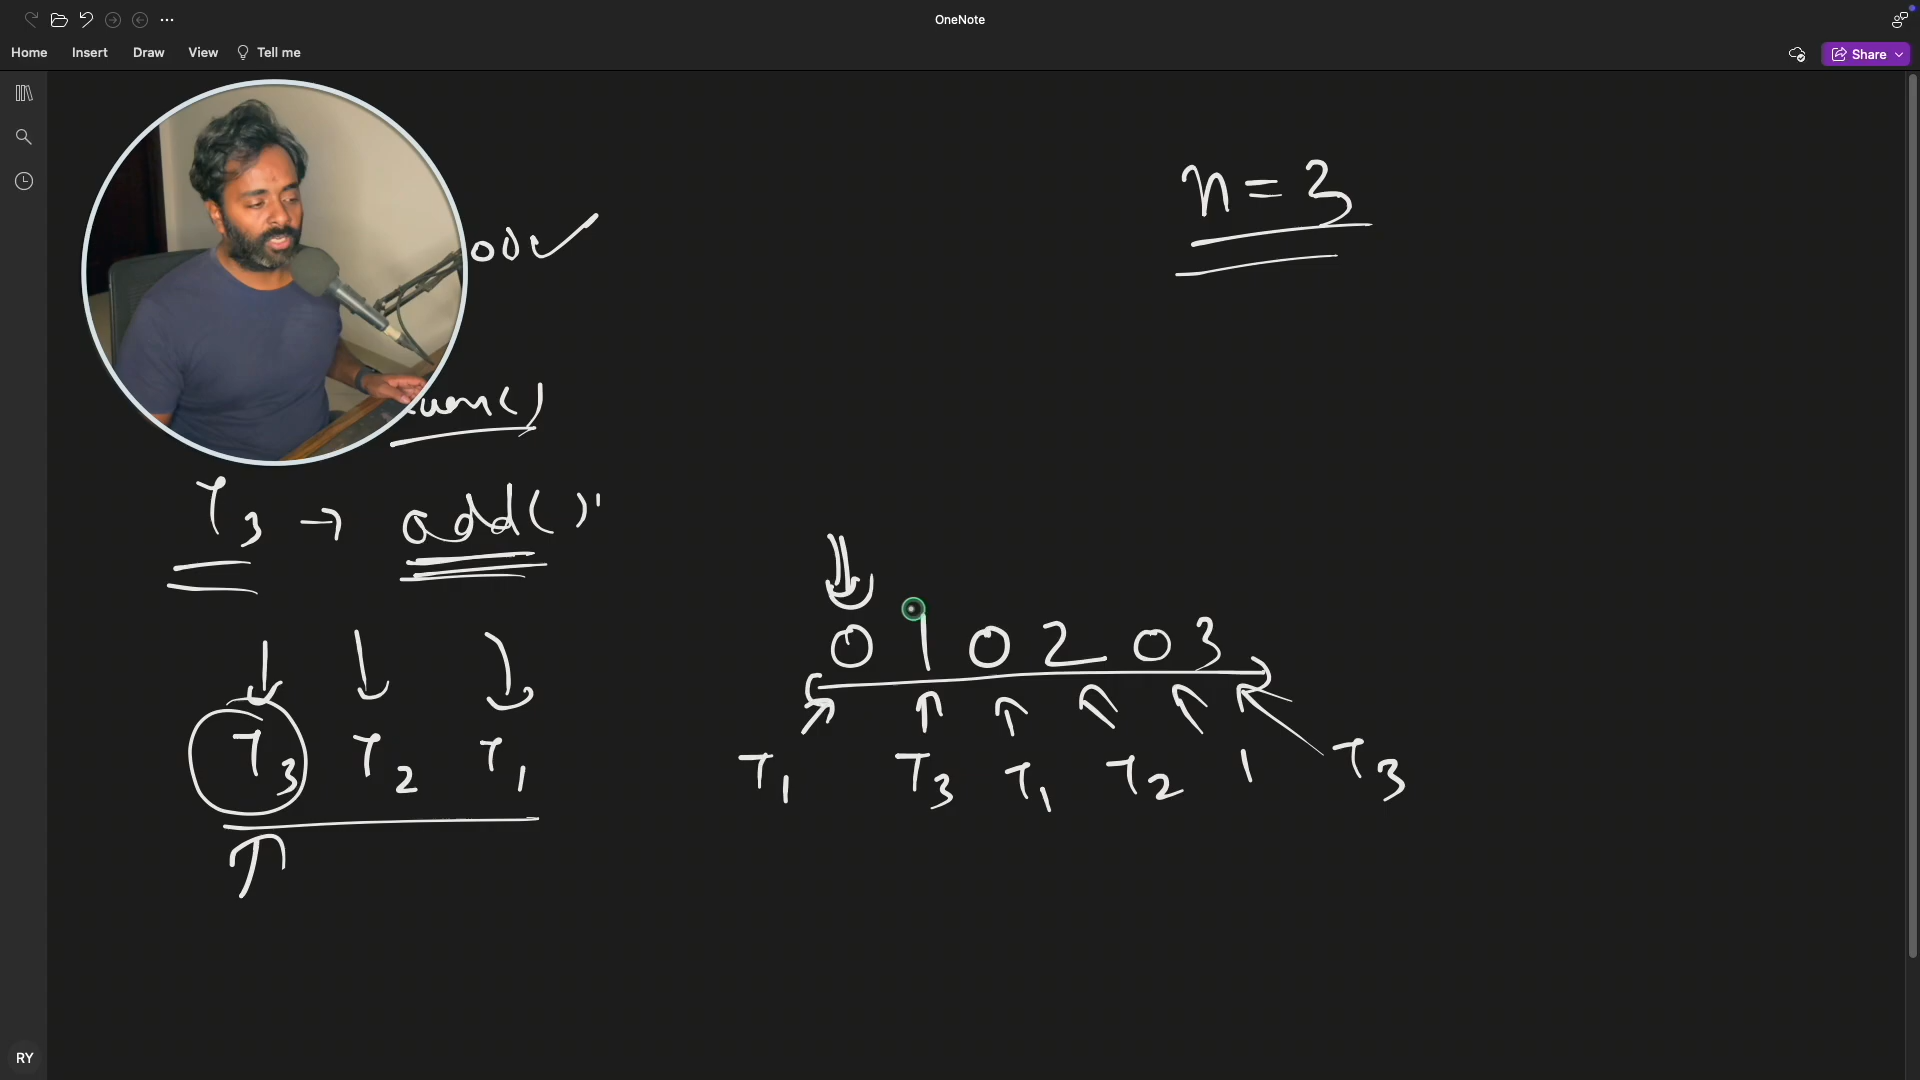 OneNote
Home Insert Draw View Tell me
Share
n = 3
T3 → add()
0 1 0 2 0 3
T3 T2 T1
T1 T3 T1 T2 1 T3
RY